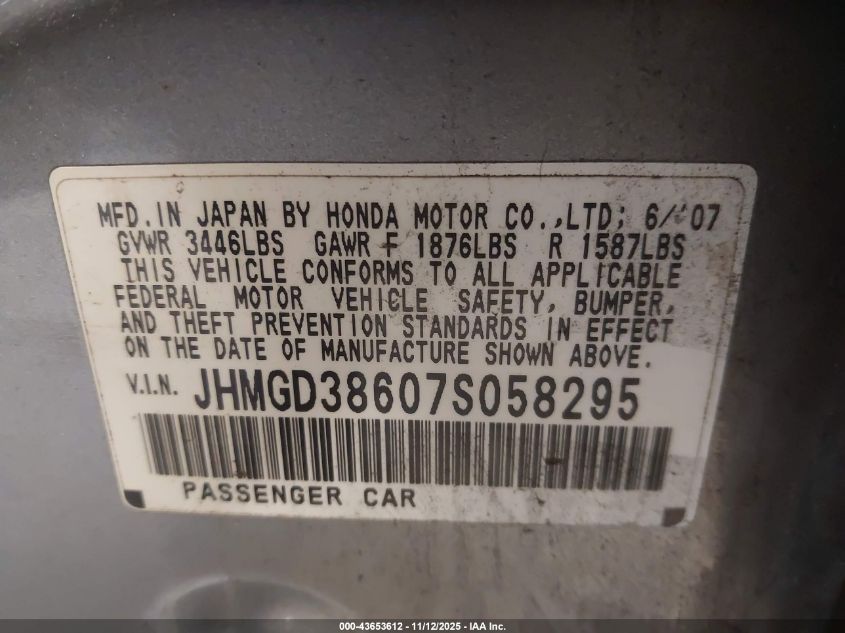 MFD. IN JAPAN BY HONDA MOTOR CO., LTD; 6/ 07
GVWR 3446LBS GAWR F 1876LBS R 1587LBS
THIS VEHICLE CONFORMS TO ALL APPLICABLE
FEDERAL MOTOR VEHICLE SAFETY, BUMPER,
AND THEFT PREVENTION STANDARDS IN EFFECT
ON THE DATE OF MANUFACTURE SHOWN ABOVE.
V.I.N. JHMGD38607S058295
PASSENGER CAR
000-43653612 - 11/12/2025 - IAA Inc.